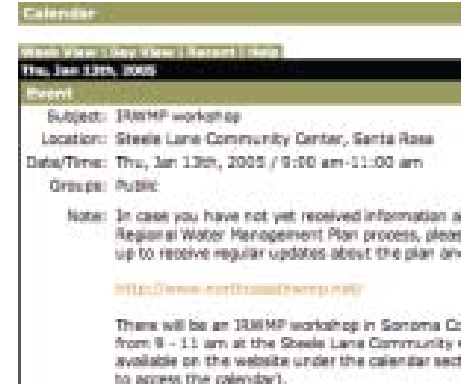 Calendar
Week View | Day View | Recent | Help
Thu, Jan 13th, 2005
Event
Subject: IRWMP workshop
Location: Steele Lane Community Center, Santa Rosa
Date/Time: Thu, Jan 13th, 2005 / 9:00 am-11:00 am
Groups: Public
Note: In case you have not yet received information a
Regional Water Management Plan process, pleas
up to receive regular updates about the plan and
There will be an IRWMP workshop in Sonoma Co
from 9 - 11 am at the Steele Lane Community
available on the website under the calendar sect
to access the calendar).